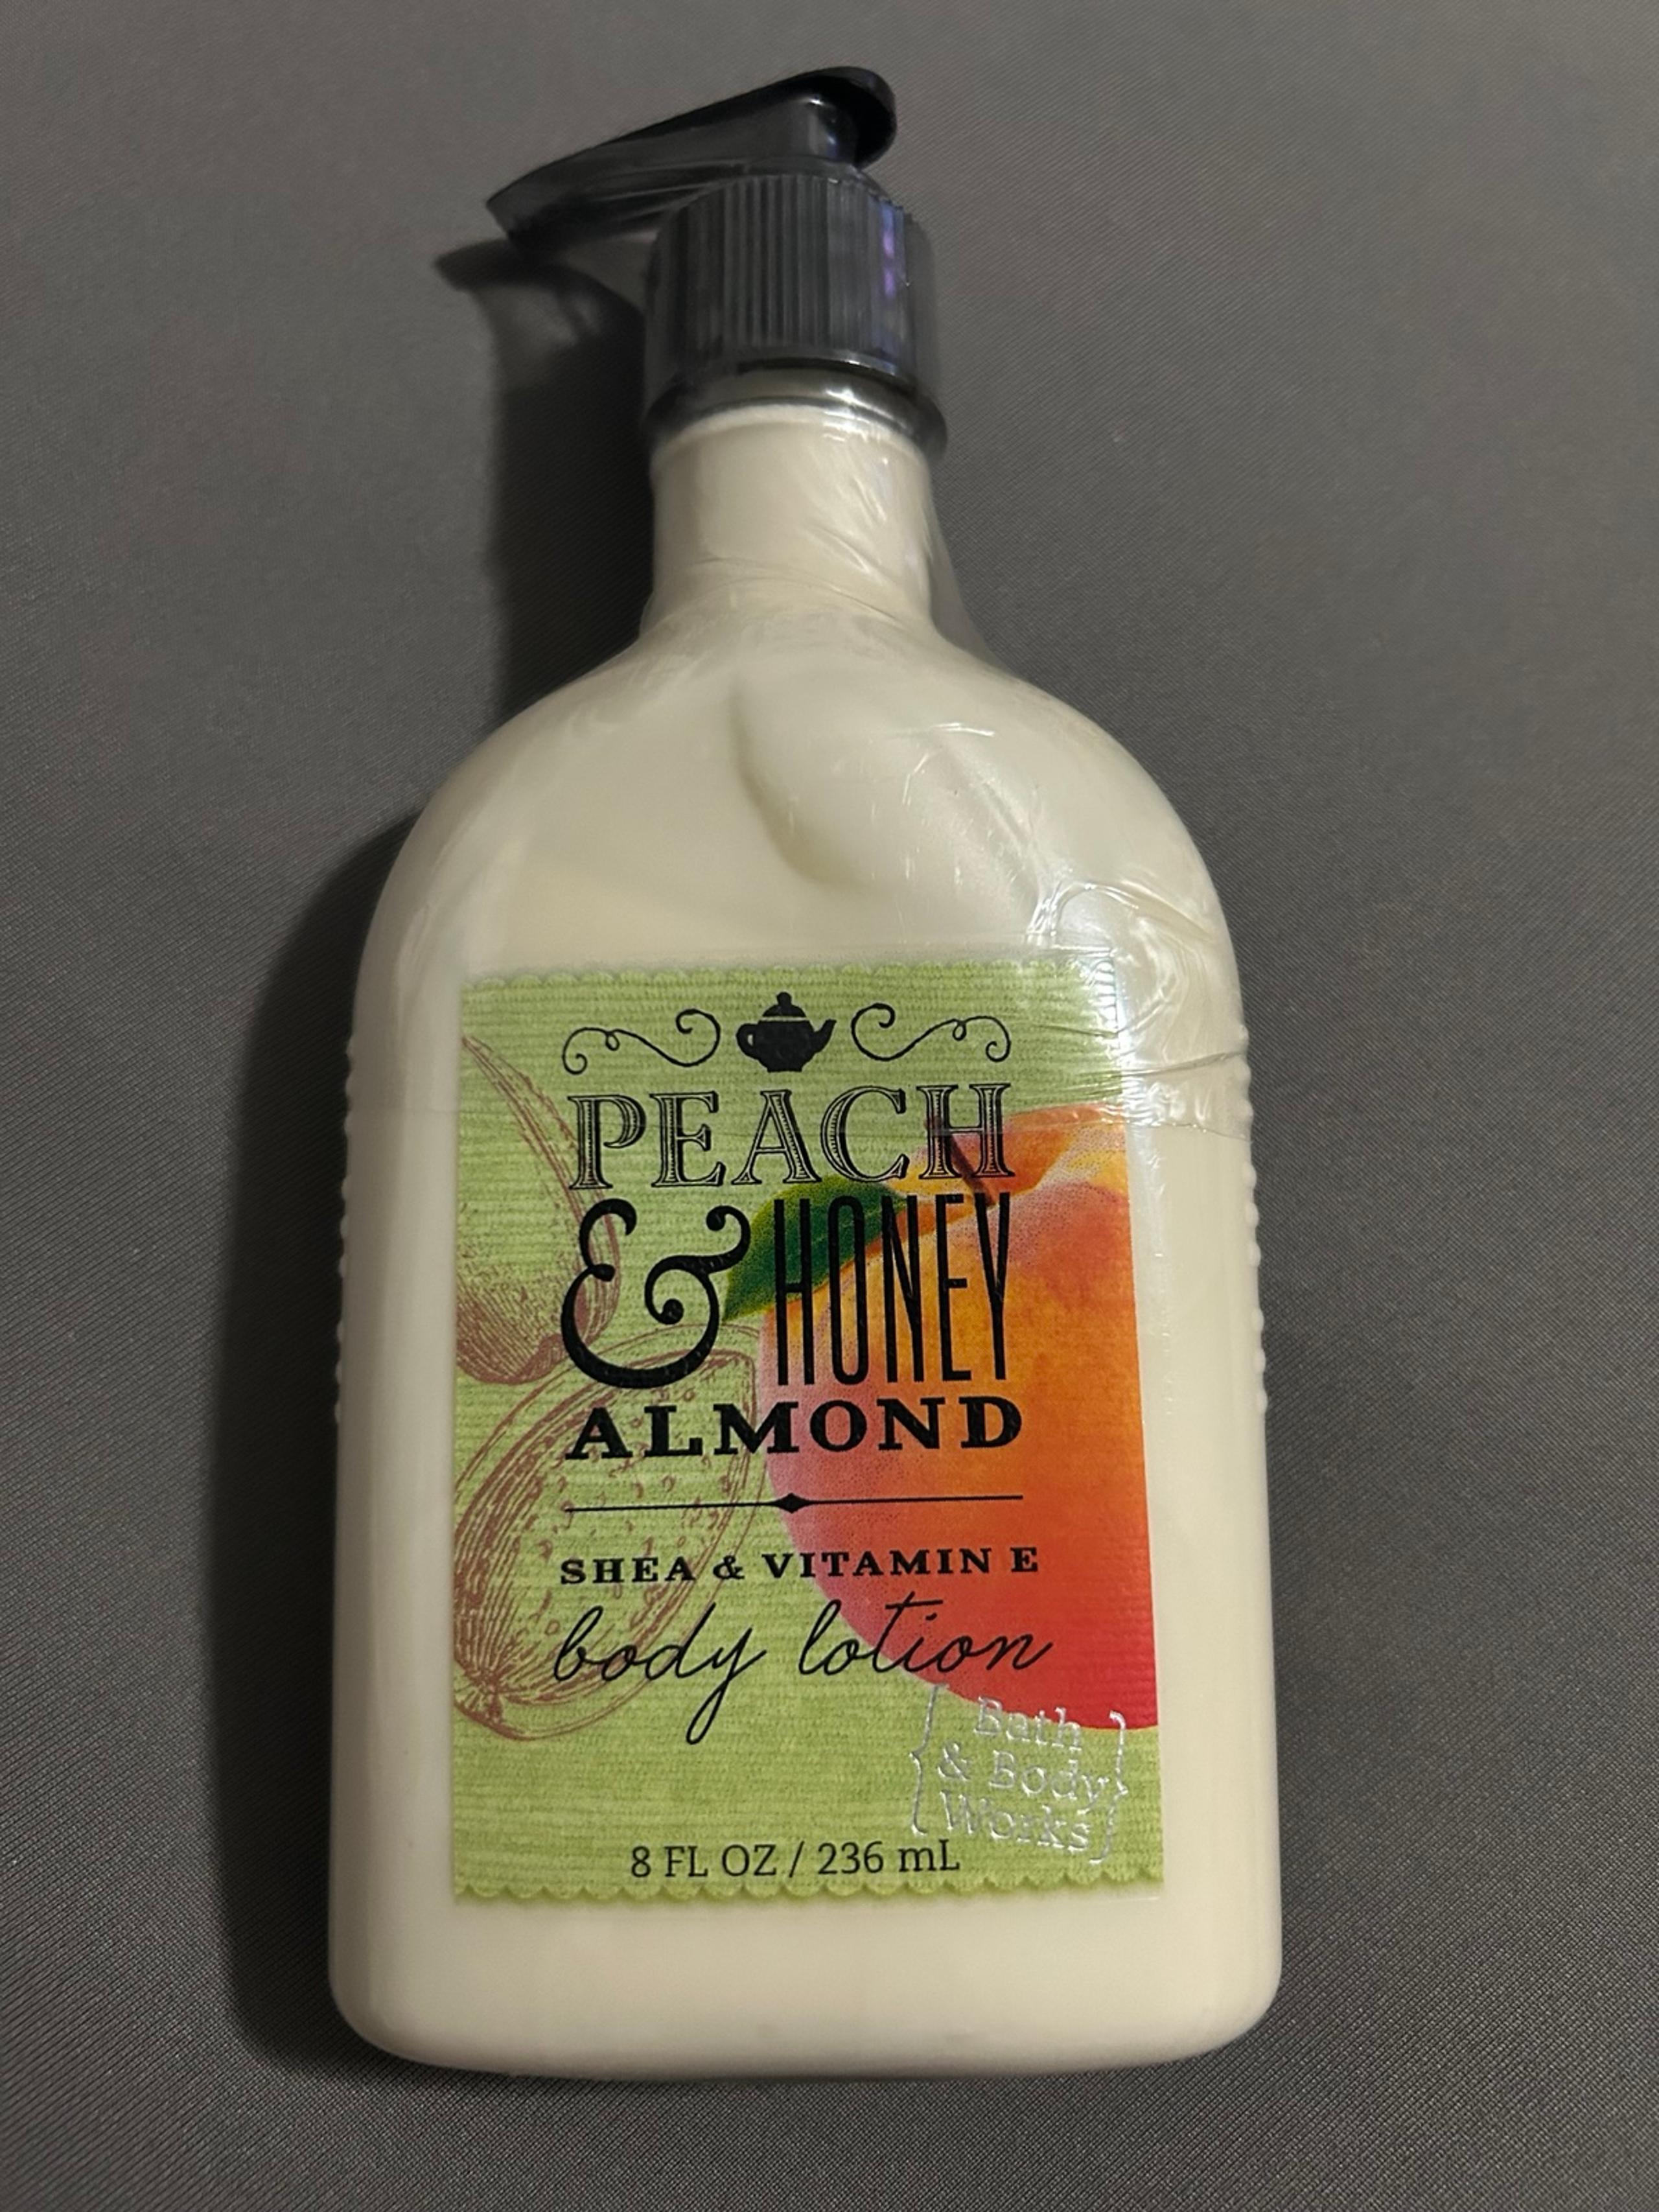 PEACH
& HONEY
ALMOND
SHEA & VITAMIN E
body lotion
Bath
& Body
Works
8 FL OZ / 236 mL